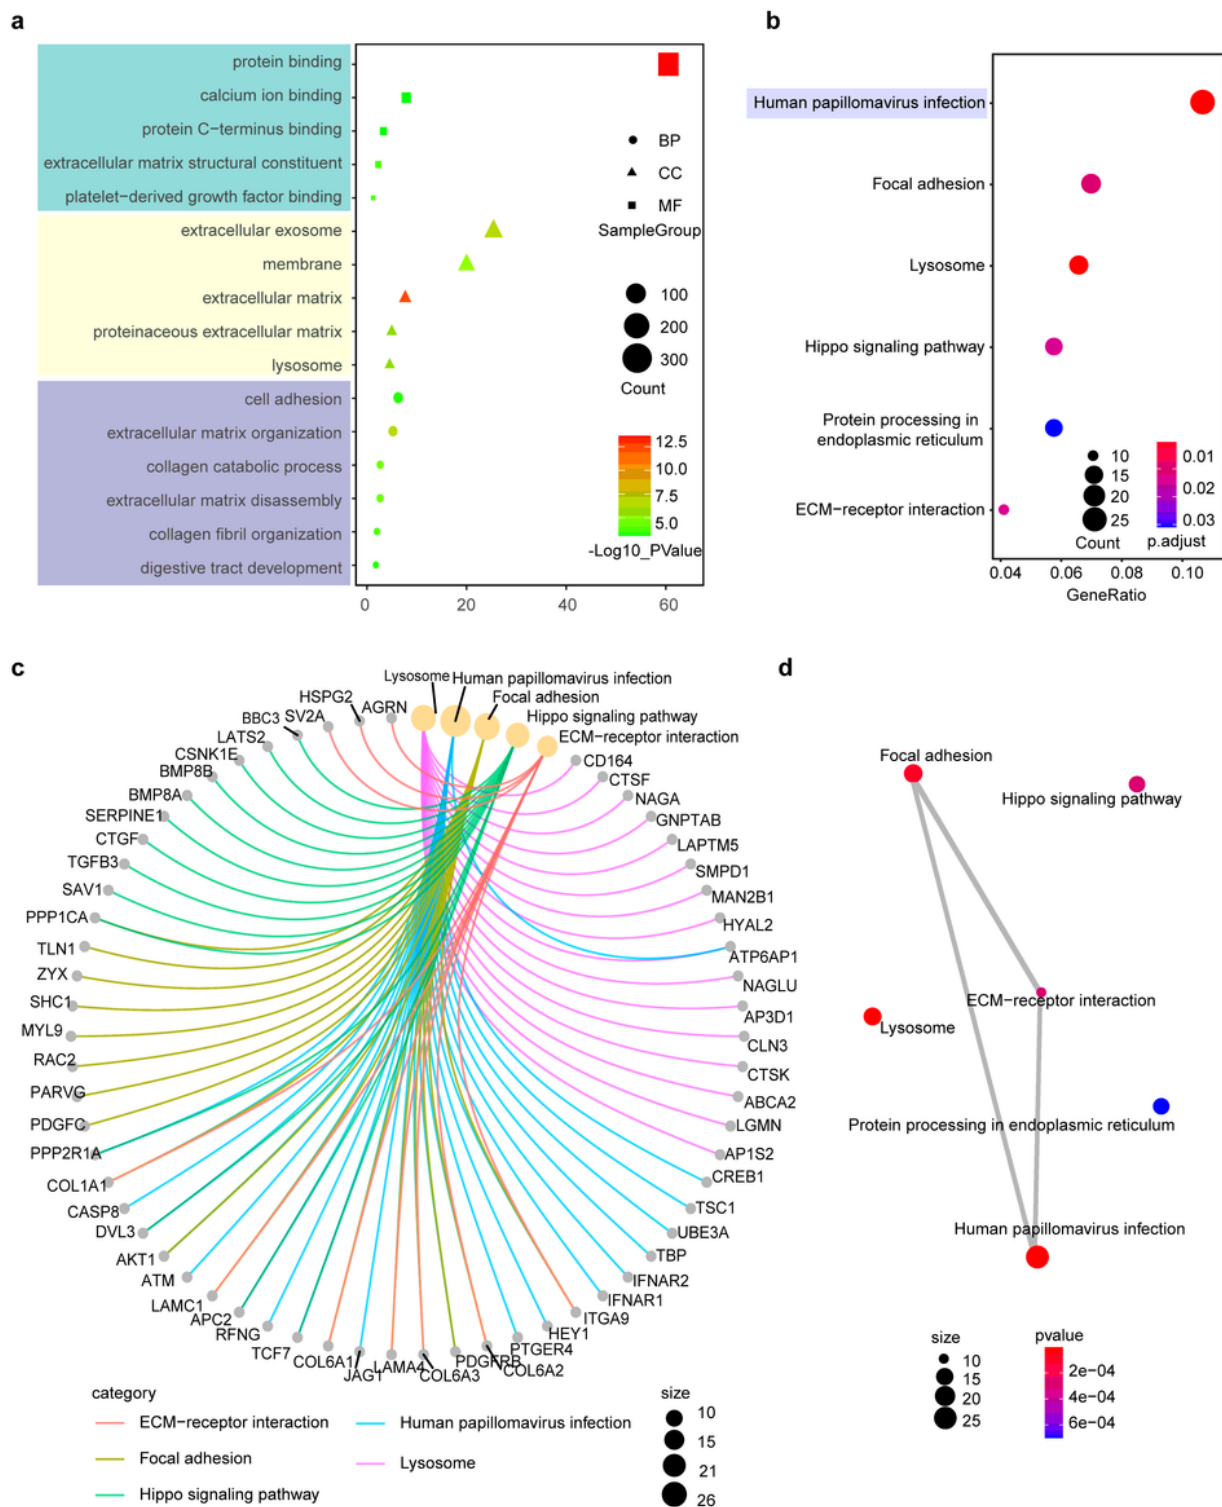 a
protein binding
calcium ion binding
protein C−terminus binding
extracellular matrix structural constituent
platelet−derived growth factor binding
extracellular exosome
membrane
extracellular matrix
proteinaceous extracellular matrix
lysosome
cell adhesion
extracellular matrix organization
collagen catabolic process
extracellular matrix disassembly
collagen fibril organization
digestive tract development
BP
CC
MF
SampleGroup
100
200
300
Count
12.5
10.0
7.5
5.0
-Log10_PValue
0 20 40 60
b
Human papillomavirus infection
Focal adhesion
Lysosome
Hippo signaling pathway
Protein processing in
endoplasmic reticulum
ECM−receptor interaction
10
15
20
25
Count
0.01
0.02
0.03
p.adjust
0.04 0.06 0.08 0.10
GeneRatio
c
Lysosome
Human papillomavirus infection
Focal adhesion
Hippo signaling pathway
ECM−receptor interaction
AGRN
HSPG2
SV2A
BBC3
LATS2
CSNK1E
BMP8B
BMP8A
SERPINE1
CTGF
TGFB3
SAV1
PPP1CA
TLN1
ZYX
SHC1
MYL9
RAC2
PARVG
PDGFC
PPP2R1A
COL1A1
CASP8
DVL3
AKT1
ATM
LAMC1
APC2
RFNG
TCF7
COL6A1
JAG1
LAMA4
COL6A3
PDGFRB
COL6A2
PTGER4
HEY1
ITGA9
IFNAR1
IFNAR2
TBP
UBE3A
TSC1
CREB1
AP1S2
LGMN
ABCA2
CTSK
CLN3
AP3D1
NAGLU
ATP6AP1
HYAL2
MAN2B1
SMPD1
LAPTM5
GNPTAB
NAGA
CTSF
CD164
category
ECM−receptor interaction
Focal adhesion
Hippo signaling pathway
Human papillomavirus infection
Lysosome
size
10
15
21
26
d
Focal adhesion
Hippo signaling pathway
ECM−receptor interaction
Lysosome
Protein processing in endoplasmic reticulum
Human papillomavirus infection
size
10
15
20
25
pvalue
2e−04
4e−04
6e−04